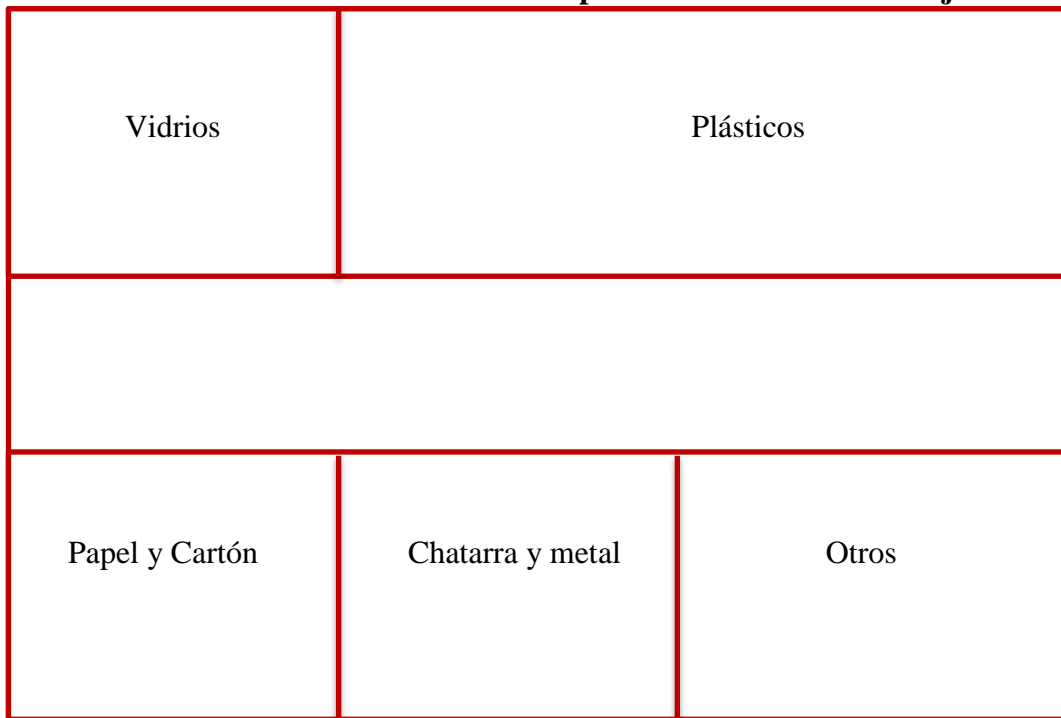 Vidrios
Plásticos
Papel y Cartón
Chatarra y metal
Otros